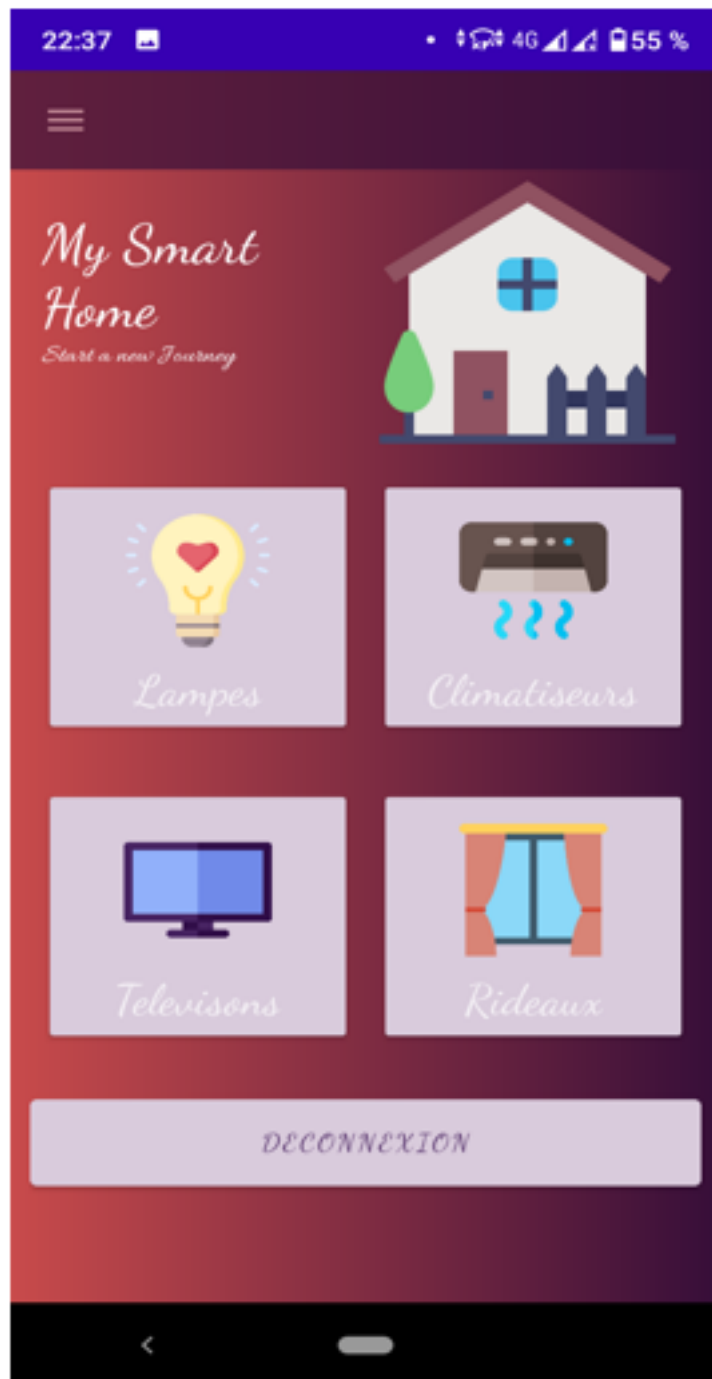 22:37 4G 55 %
My Smart
Home
Start a new Journey
Lampes Climatiseurs
Televisons Rideaux
DECONNEXION